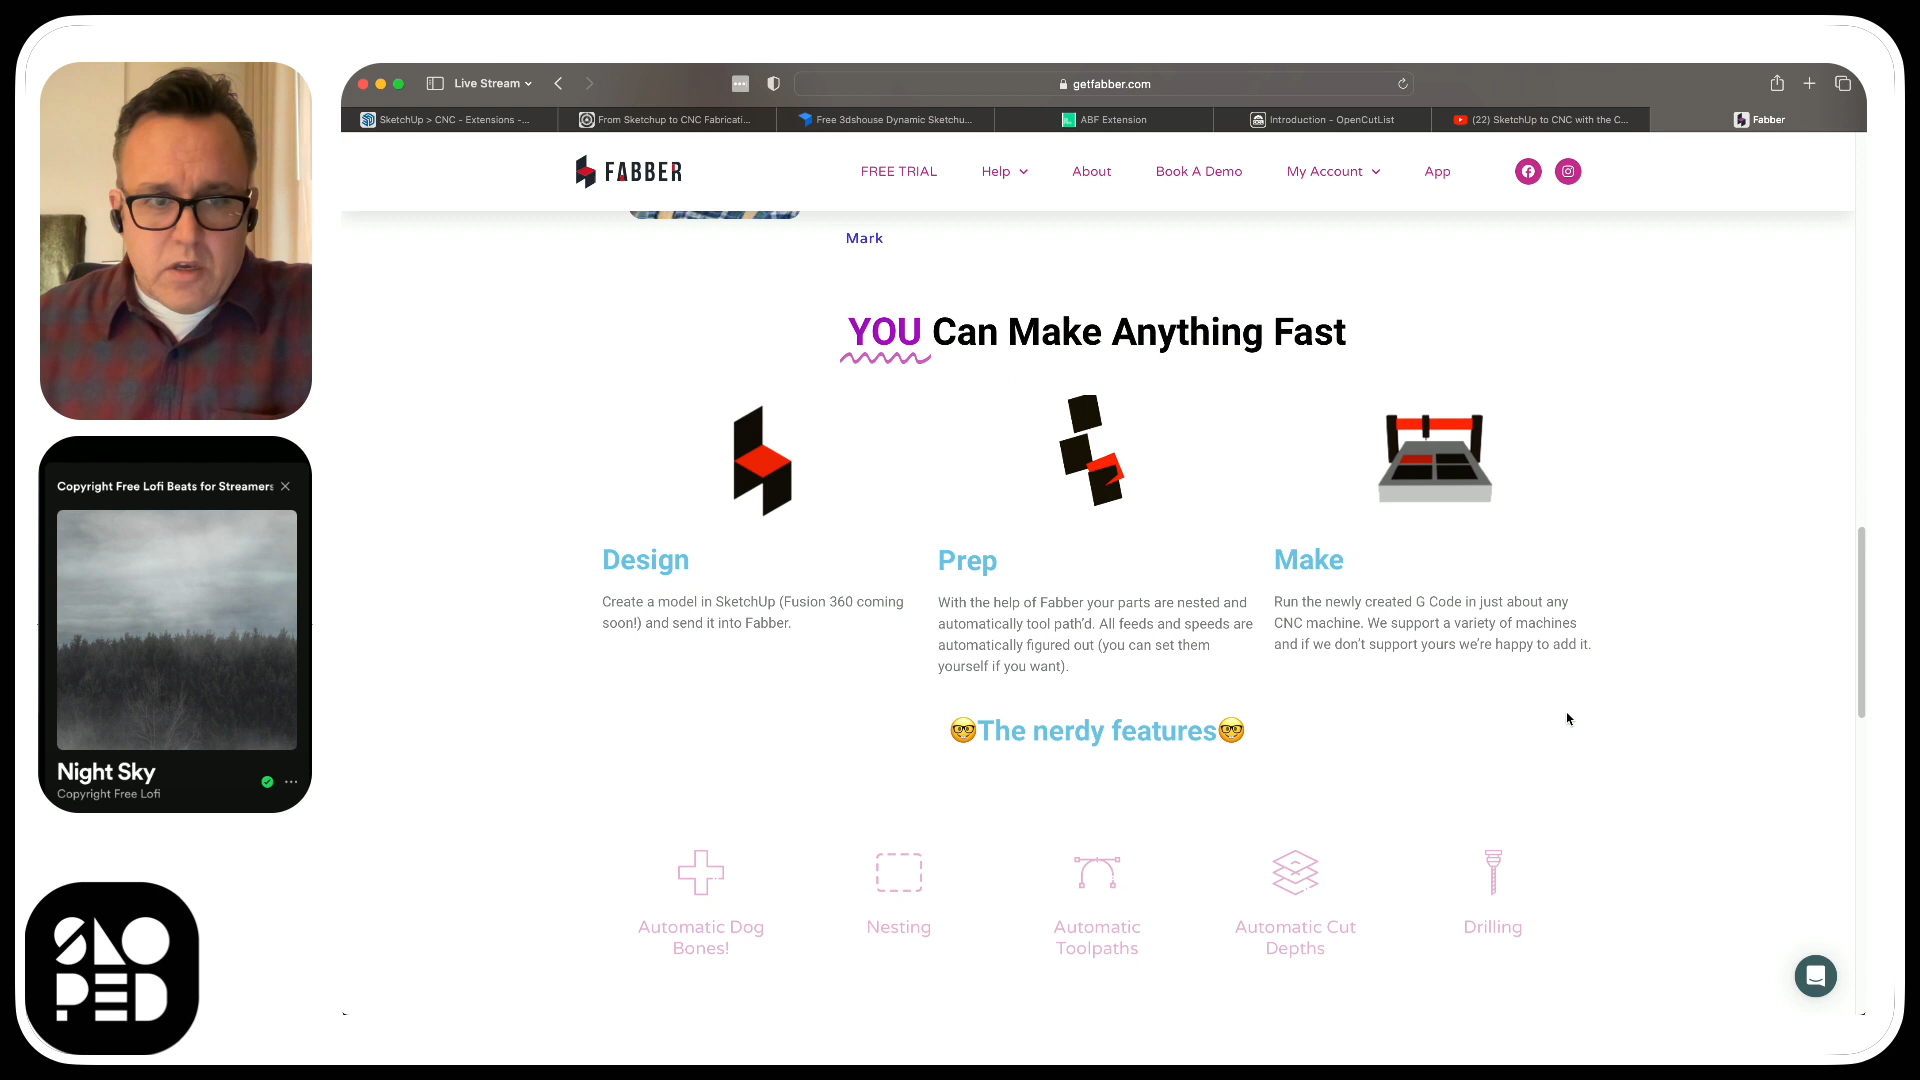 Live Stream
getfabber.com
SketchUp > CNC - Extensions -...
From Sketchup to CNC Fabricati...
Free 3dshouse Dynamic Sketchu...
ABF Extension
Introduction - OpenCutList
(22) SketchUp to CNC with the C...
Fabber
FABBER
FREE TRIAL
Help
About
Book A Demo
My Account
App
Mark
YOU Can Make Anything Fast
Design
Create a model in SketchUp (Fusion 360 coming
soon!) and send it into Fabber.
Prep
With the help of Fabber your parts are nested and
automatically tool path’d. All feeds and speeds are
automatically figured out (you can set them
yourself if you want).
Make
Run the newly created G Code in just about any
CNC machine. We support a variety of machines
and if we don’t support yours we’re happy to add it.
🤓The nerdy features🤓
Automatic Dog
Bones!
Nesting
Automatic
Toolpaths
Automatic Cut
Depths
Drilling
Copyright Free Lofi Beats for Streamers
Night Sky
Copyright Free Lofi
SLOPED